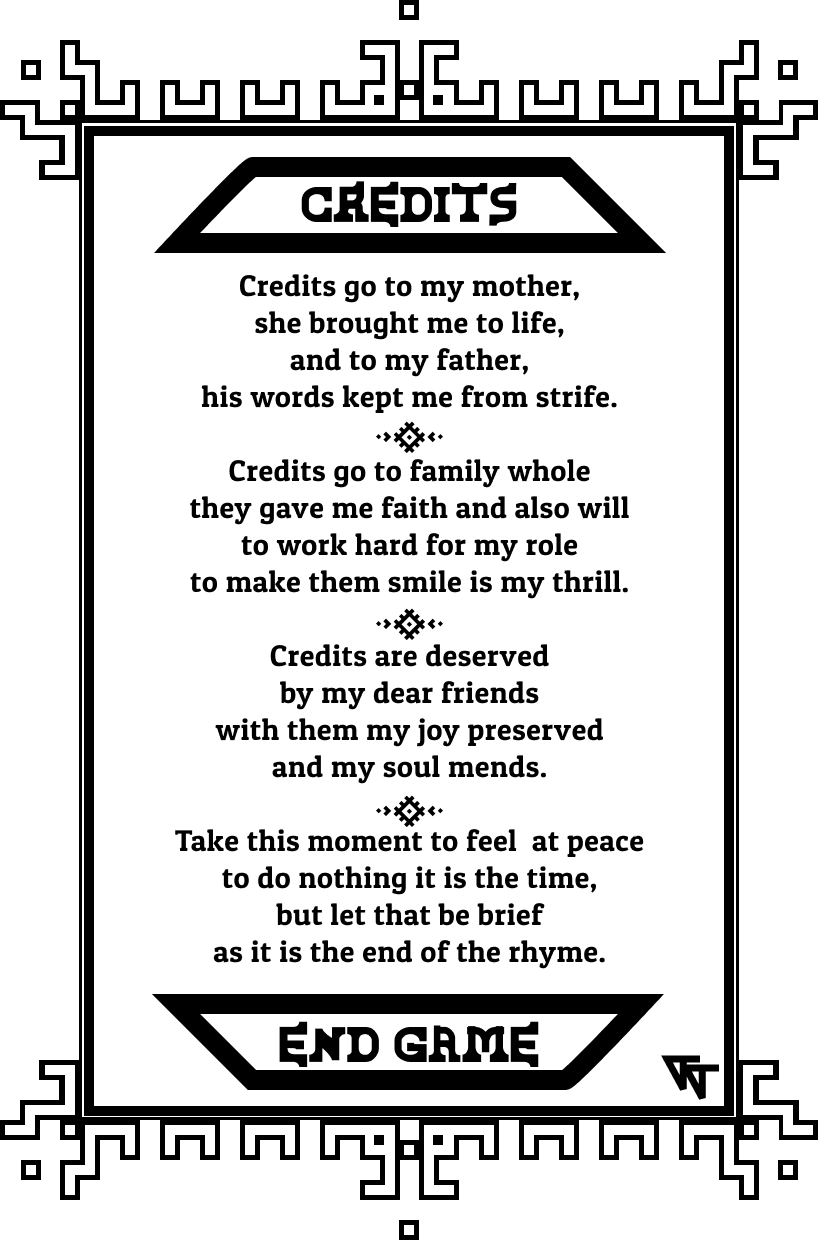 CREDITS
Credits go to my mother,
she brought me to life,
and to my father,
his words kept me from strife.
Credits go to family whole
they gave me faith and also will
to work hard for my role
to make them smile is my thrill.
Credits are deserved
by my dear friends
with them my joy preserved
and my soul mends.
Take this moment to feel  at peace
to do nothing it is the time,
but let that be brief
as it is the end of the rhyme.
END GAME